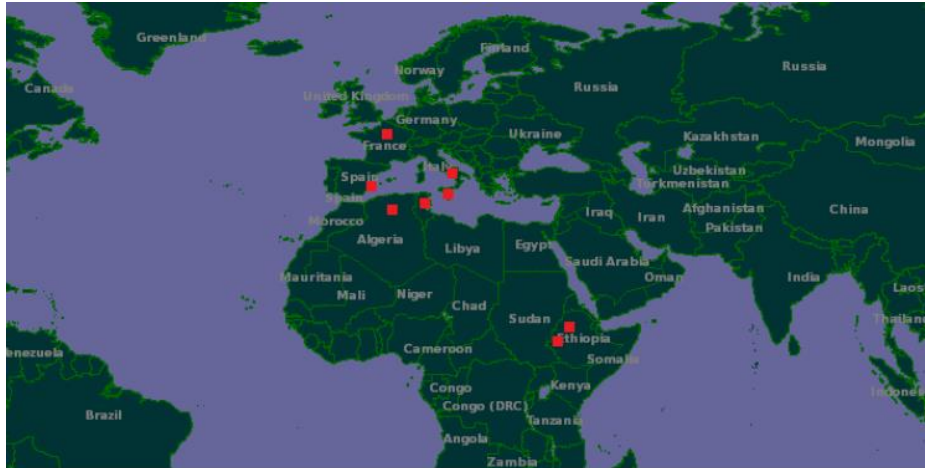 Greenland
Finland
Norway
Russia
Russia
Canada
United Kingdom
Germany
Ukraine
Kazakhstan
Mongolia
France
Italy
Uzbekistan
Turkmenistan
Spain
Spain
Afghanistan
China
Morocco
Iraq
Iran
Pakistan
Algeria
Libya
Egypt
Saudi Arabia
Oman
India
Mauritania
Mali
Niger
Chad
Laos
Sudan
Thailand
Ethiopia
Cameroon
Somalia
Venezuela
Congo
Kenya
Indones
Brazil
Congo (DRC)
Tanzania
Angola
Zambia